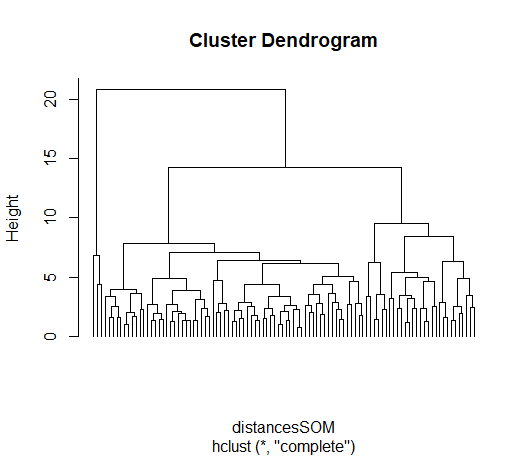 Cluster Dendrogram
Height
20
15
10
5
0
distancesSOM
hclust (*, "complete")